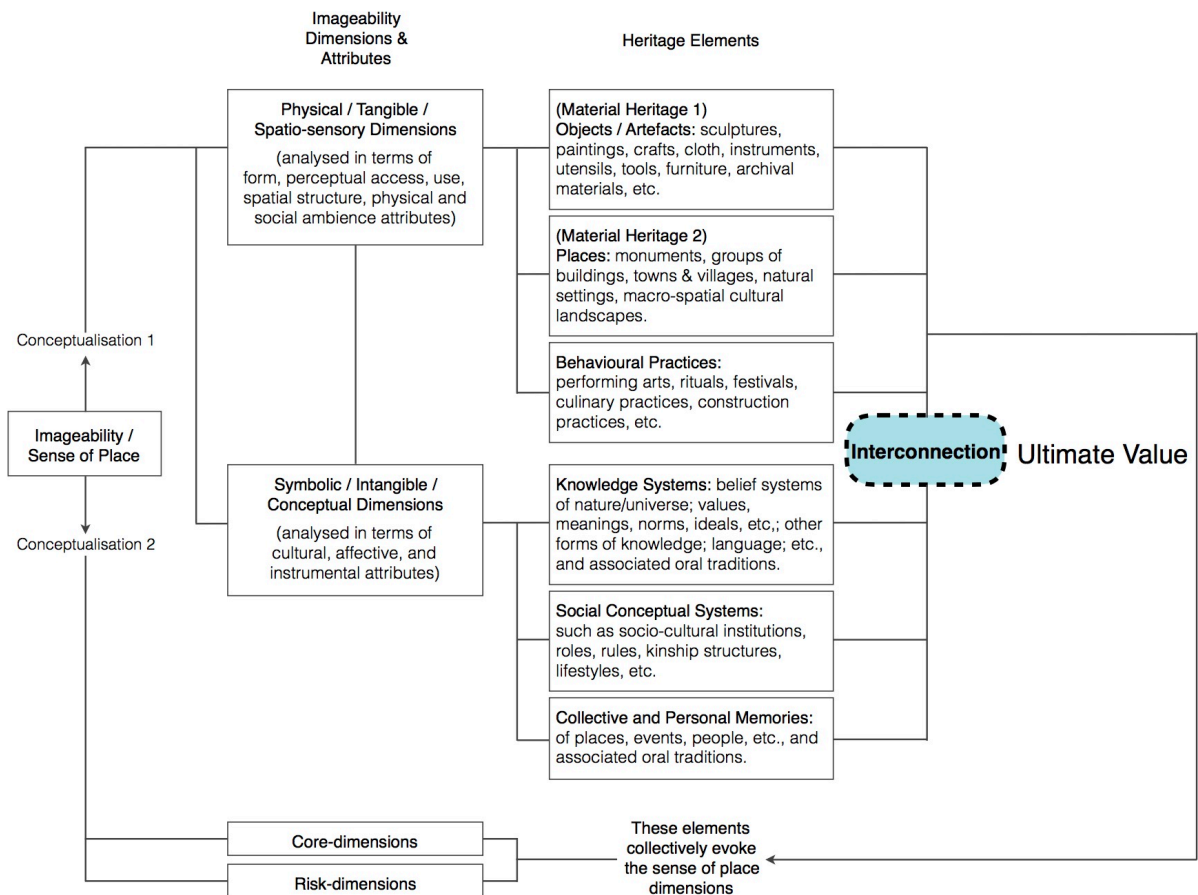 Imageability
Dimensions &
Attributes
Heritage Elements
Physical / Tangible /
Spatio-sensory Dimensions
(analysed in terms of
form, perceptual access, use,
spatial structure, physical and
social ambience attributes)
(Material Heritage 1)
Objects / Artefacts: sculptures,
paintings, crafts, cloth, instruments,
utensils, tools, furniture, archival
materials, etc.
(Material Heritage 2)
Places: monuments, groups of
buildings, towns & villages, natural
settings, macro-spatial cultural
landscapes.
Behavioural Practices:
performing arts, rituals, festivals,
culinary practices, construction
practices, etc.
Conceptualisation 1
Imageability /
Sense of Place
Conceptualisation 2
Interconnection
Ultimate Value
Symbolic / Intangible /
Conceptual Dimensions
(analysed in terms of
cultural, affective, and
instrumental attributes)
Knowledge Systems: belief systems
of nature/universe; values,
meanings, norms, ideals, etc,; other
forms of knowledge; language; etc.,
and associated oral traditions.
Social Conceptual Systems:
such as socio-cultural institutions,
roles, rules, kinship structures,
lifestyles, etc.
Collective and Personal Memories:
of places, events, people, etc., and
associated oral traditions.
Core-dimensions
Risk-dimensions
These elements
collectively evoke
the sense of place
dimensions